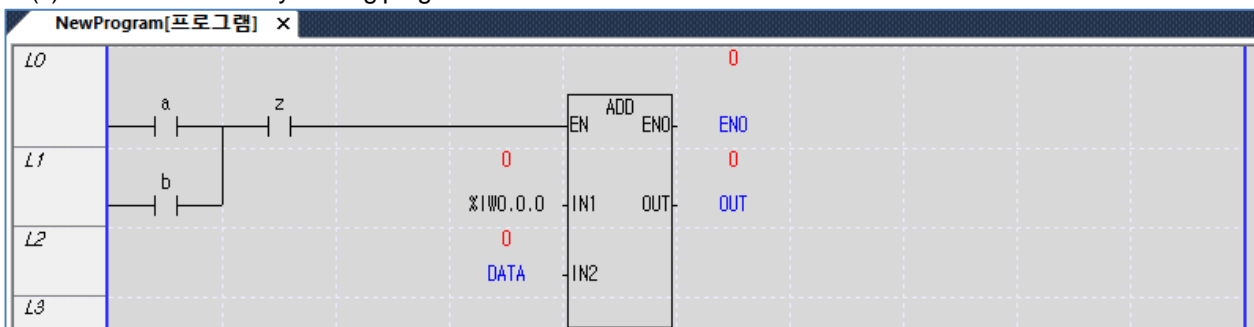 NewProgram[프로그램] ×
L0 0
a z ADD
EN ENO ENO
L1 0 0
b
%IW0.0.0 IN1 OUT OUT
L2 0
DATA IN2
L3